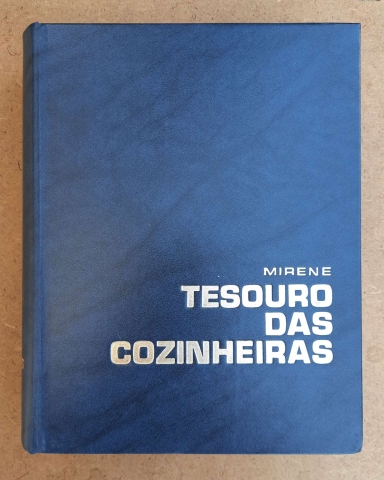 MIRENE
TESOURO
DAS
COZINHEIRAS